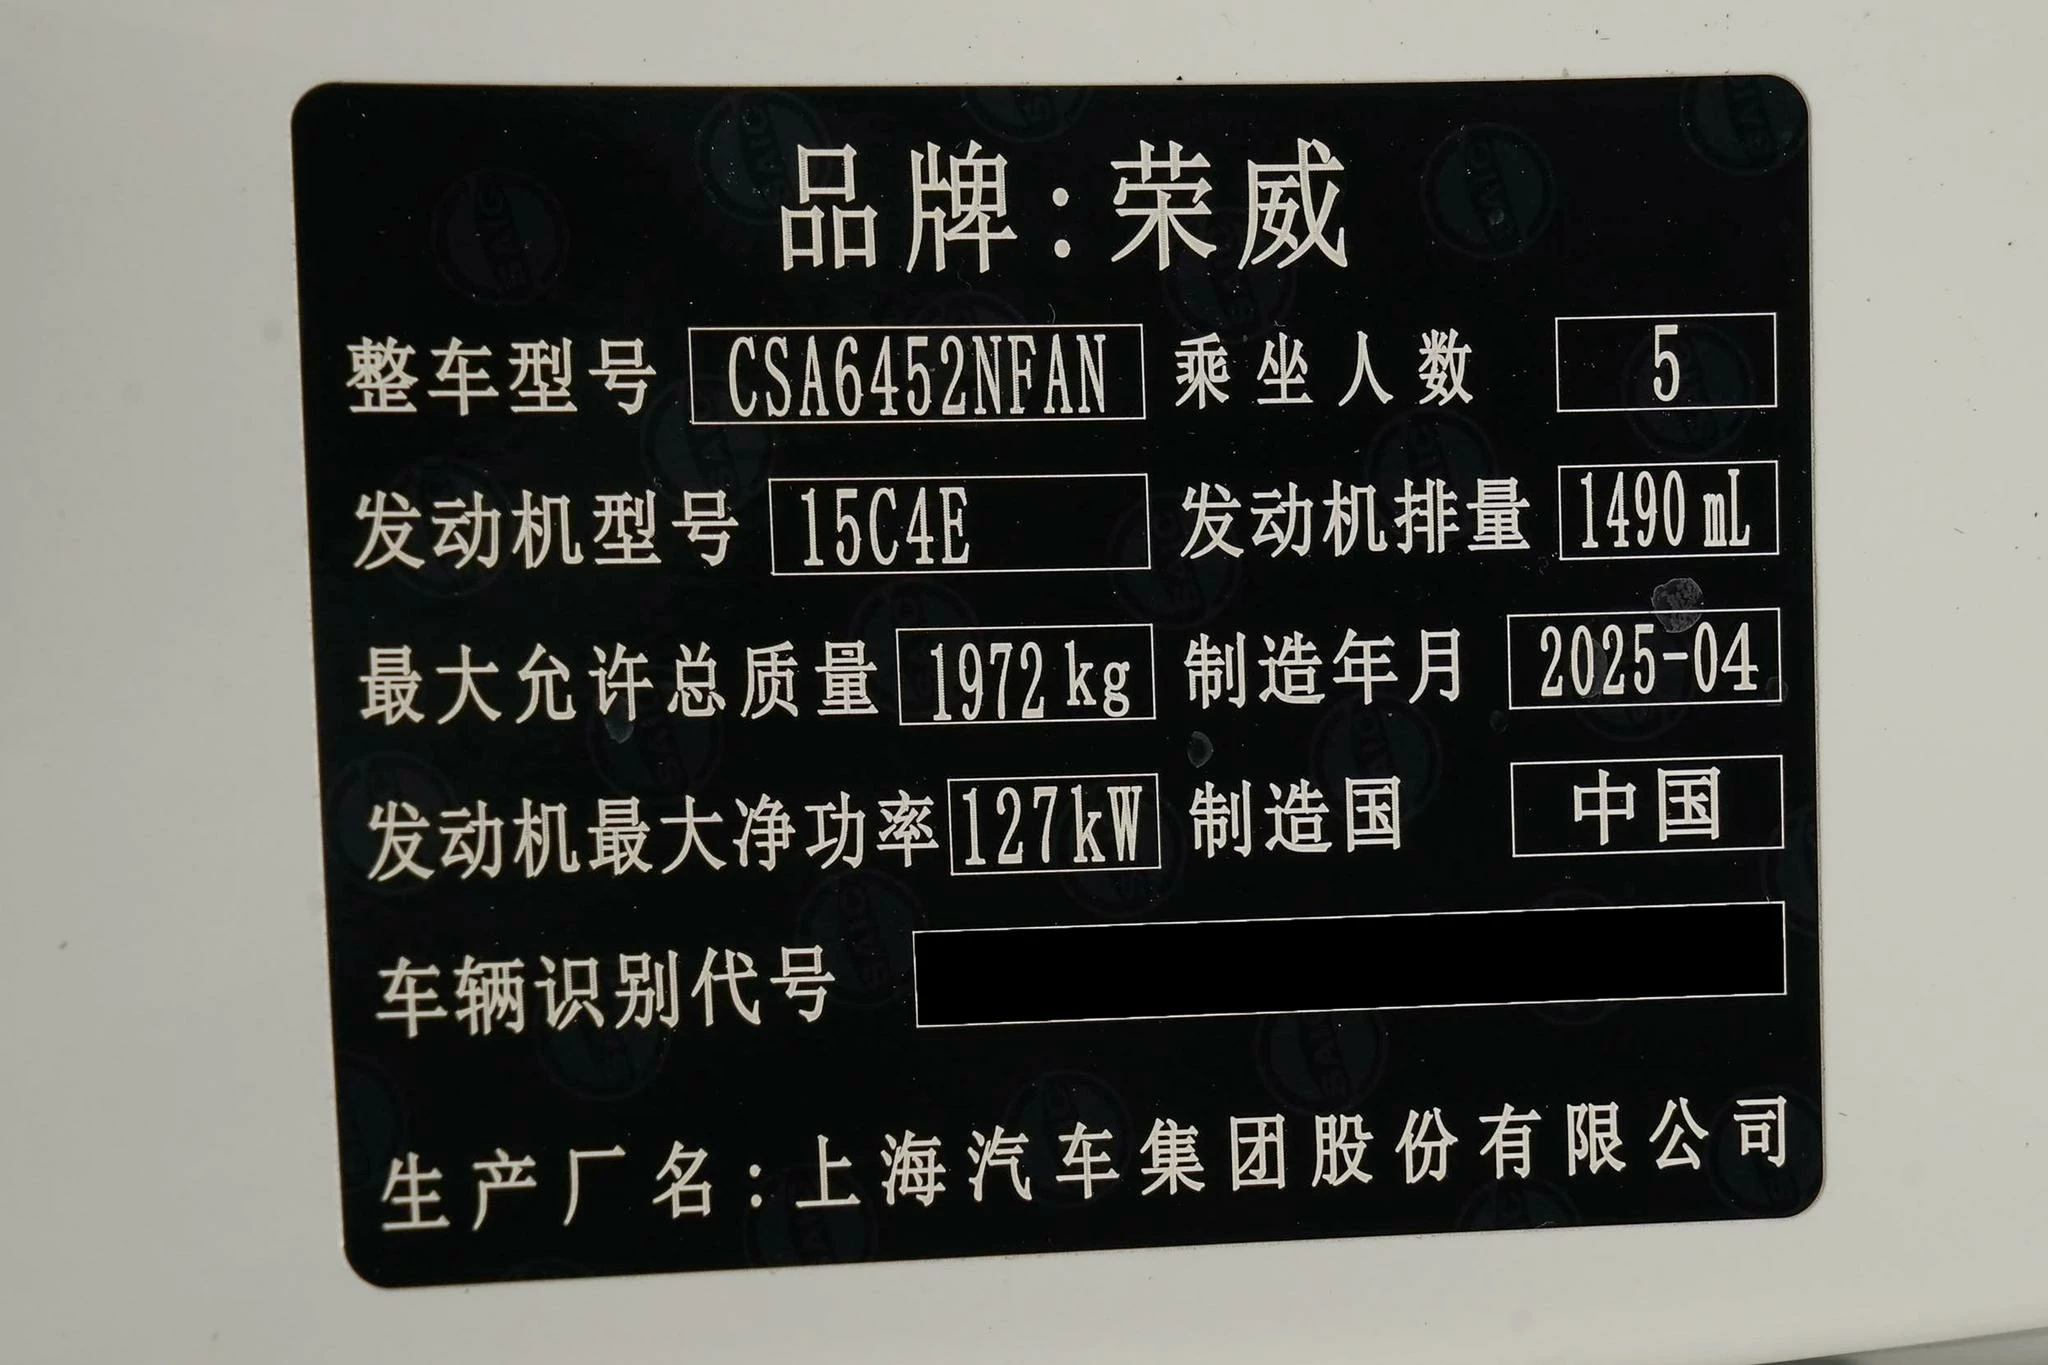 品牌：荣威
整车型号 CSA6452NFAN 乘坐人数 5
发动机型号 15C4E 发动机排量 1490 mL
最大允许总质量 1972 kg 制造年月 2025-04
发动机最大净功率 127kW 制造国 中国
车辆识别代号
生产厂名：上海汽车集团股份有限公司